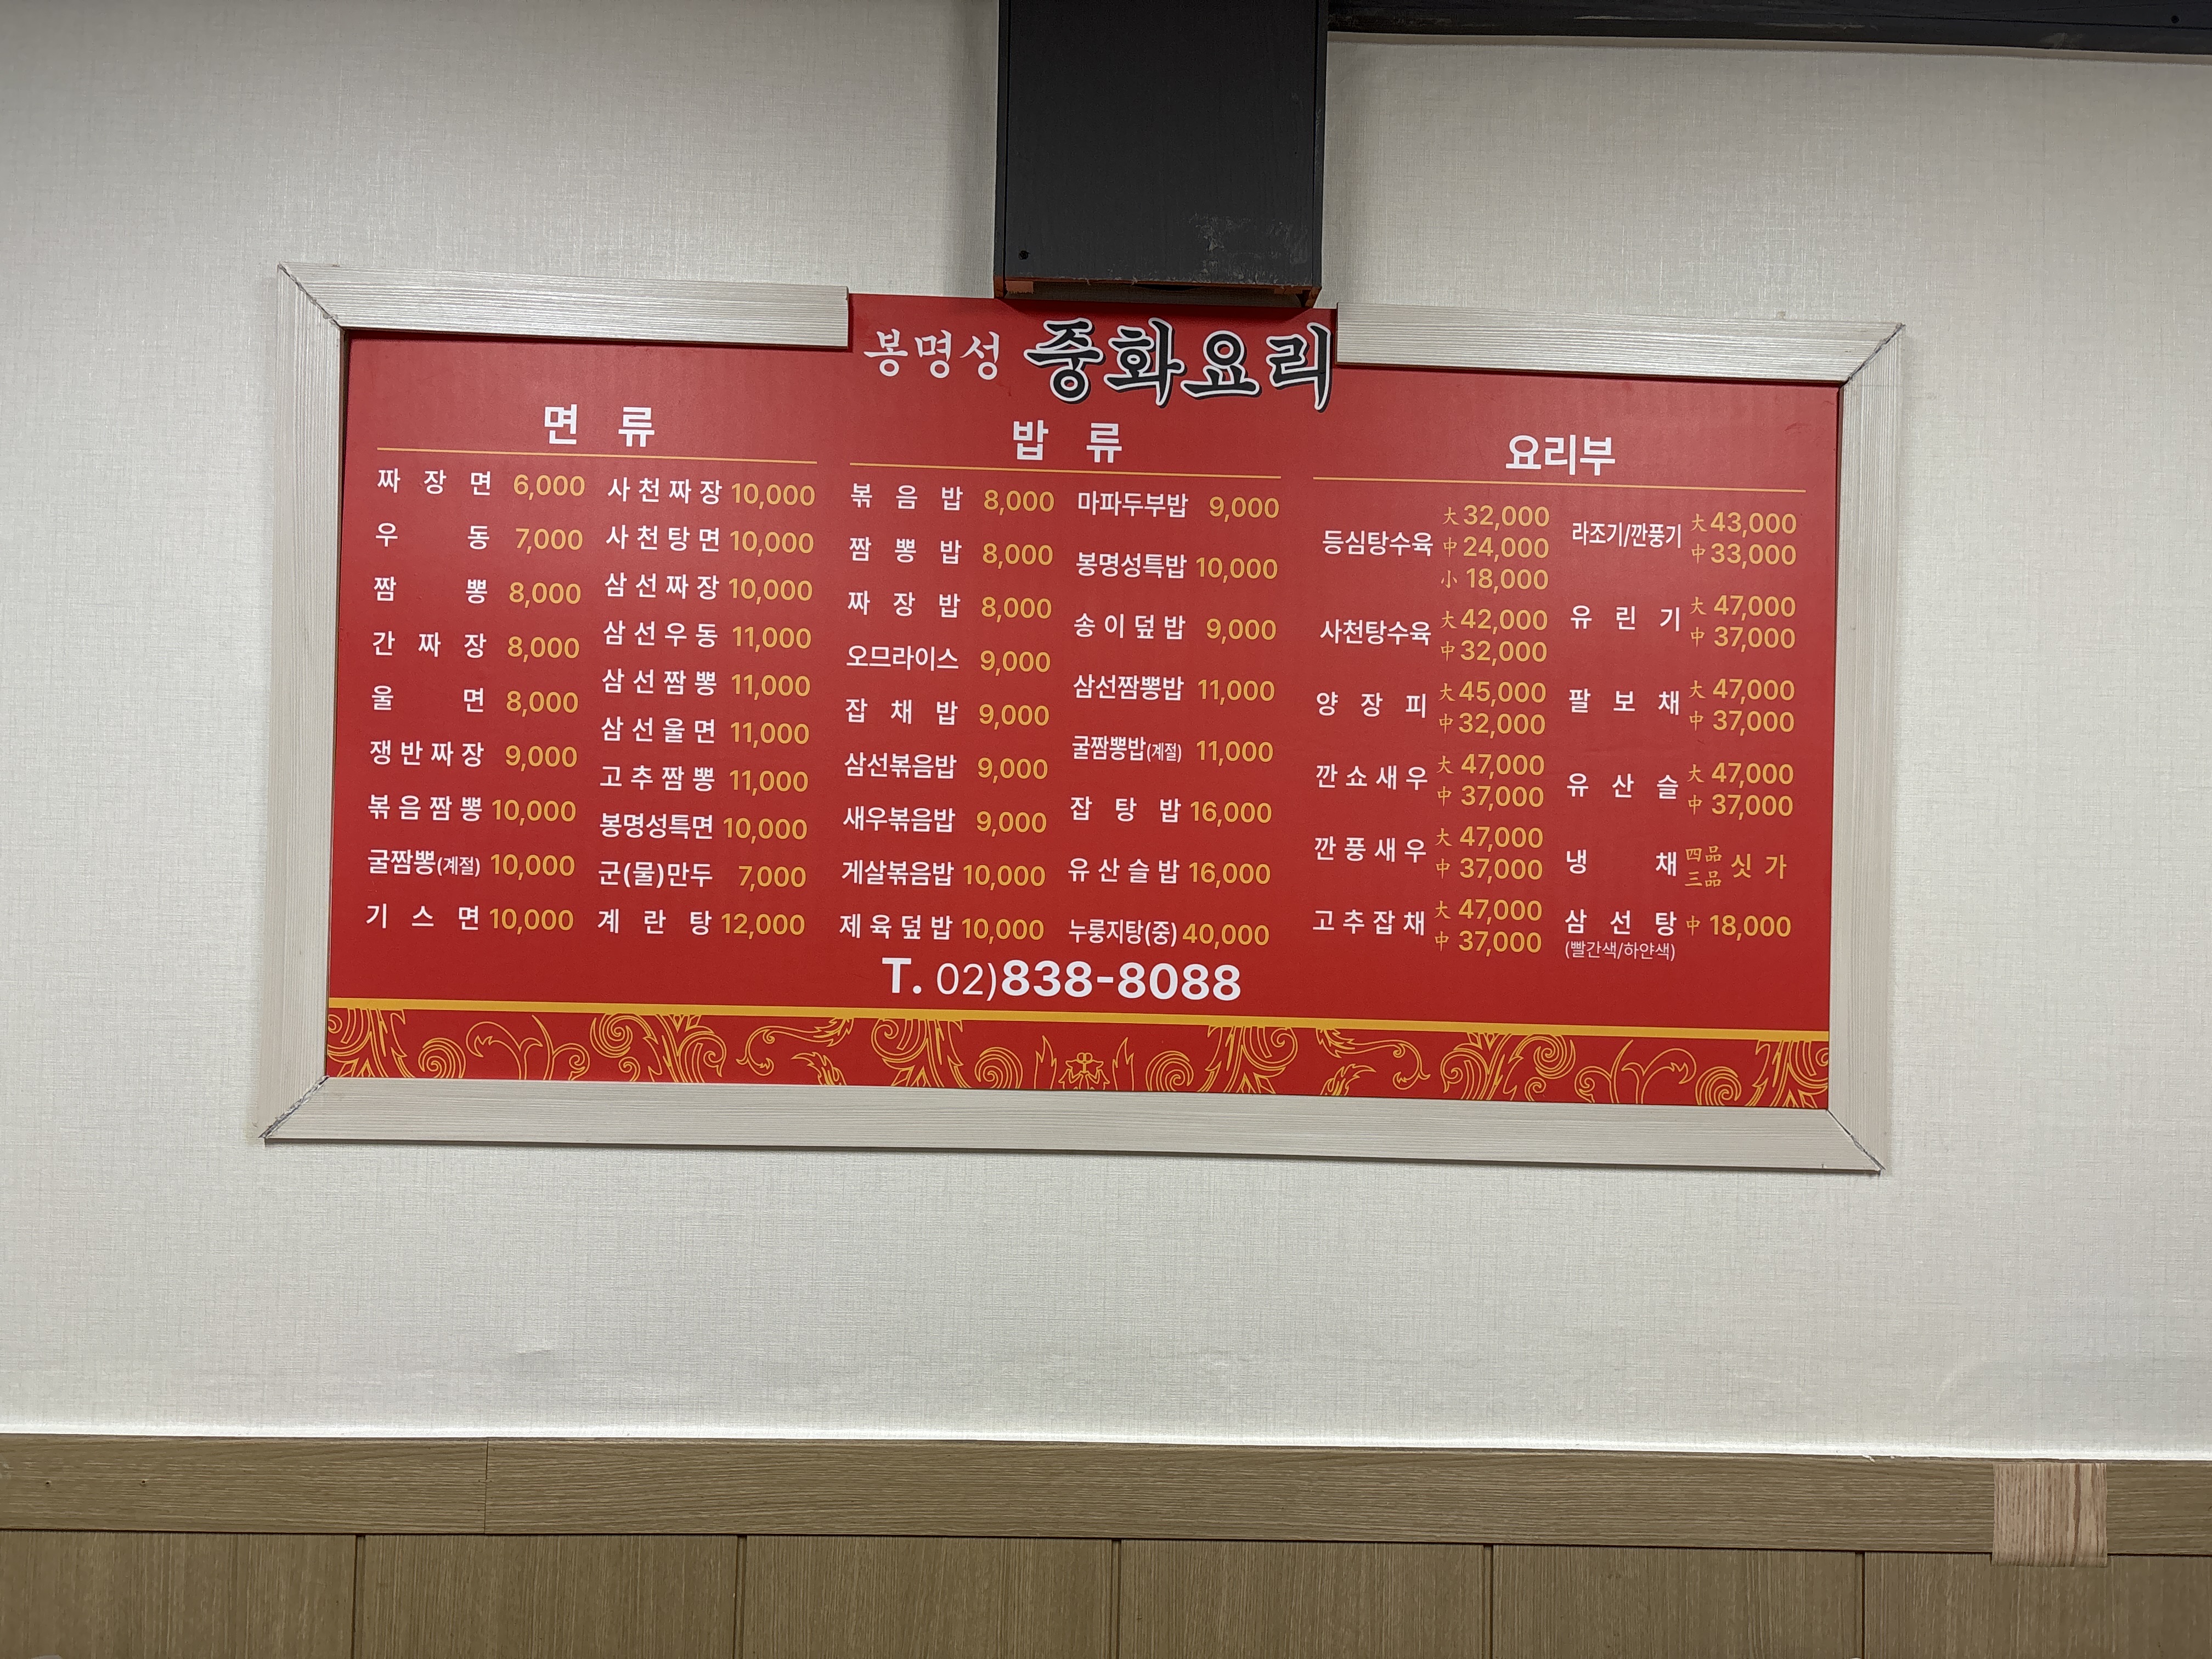 봉명성 중화요리
면 류
짜 장 면 6,000
우 동 7,000
짬 뽕 8,000
간 짜 장 8,000
울 면 8,000
쟁 반 짜 장 9,000
볶 음 짬 뽕 10,000
굴짬뽕(계절) 10,000
기 스 면 10,000
사 천 짜 장 10,000
사 천 탕 면 10,000
삼 선 짜 장 10,000
삼 선 우 동 11,000
삼 선 짬 뽕 11,000
삼 선 울 면 11,000
고 추 짬 뽕 11,000
봉명성특면 10,000
군(물)만두 7,000
계 란 탕 12,000
밥 류
볶 음 밥 8,000
짬 뽕 밥 8,000
짜 장 밥 8,000
오므라이스 9,000
잡 채 밥 9,000
삼선볶음밥 9,000
새우볶음밥 9,000
게살볶음밥 10,000
제 육 덮 밥 10,000
마파두부밥 9,000
봉명성특밥 10,000
송 이 덮 밥 9,000
삼선짬뽕밥 11,000
굴짬뽕밥(계절) 11,000
잡 탕 밥 16,000
유 산 슬 밥 16,000
누룽지탕(중) 40,000
요리부
등심탕수육 大 32,000
中 24,000
小 18,000
사천탕수육 大 42,000
中 32,000
양 장 피 大 45,000
中 32,000
깐 쇼 새 우 大 47,000
中 37,000
깐 풍 새 우 大 47,000
中 37,000
고 추 잡 채 大 47,000
中 37,000
라조기/깐풍기 大 43,000
中 33,000
유 린 기 大 47,000
中 37,000
팔 보 채 大 47,000
中 37,000
유 산 슬 大 47,000
中 37,000
냉 채 四品 싯 가
三品
삼 선 탕 中 18,000
(빨간색/하얀색)
T. 02)838-8088